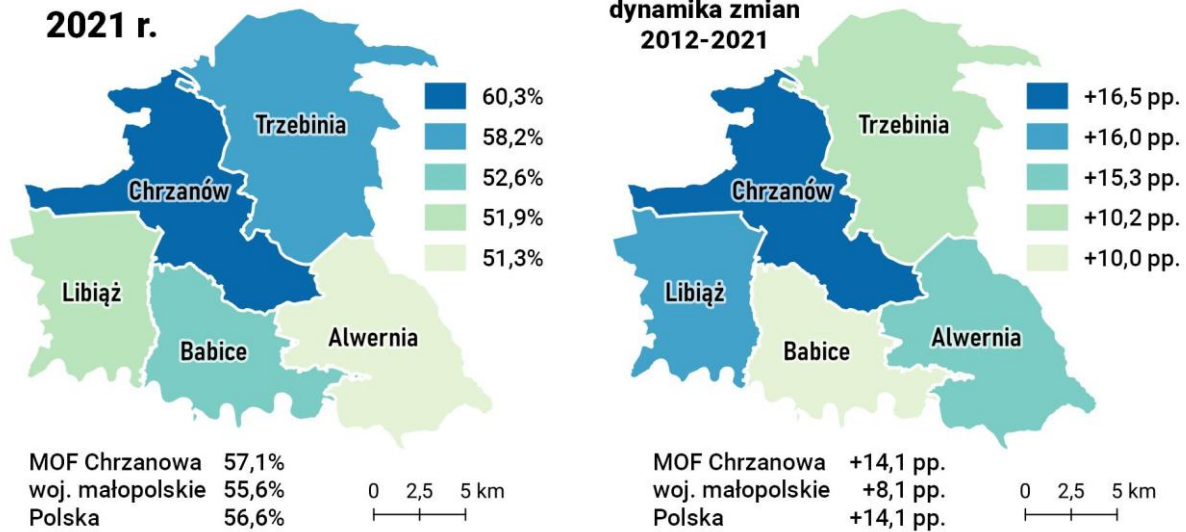 2021 r.
Trzebinia
Chrzanów
Libiąż
Babice
Alwernia
60,3%
58,2%
52,6%
51,9%
51,3%
MOF Chrzanowa 57,1%
woj. małopolskie 55,6%
Polska 56,6%
0 2,5 5 km
dynamika zmian
2012-2021
Trzebinia
Chrzanów
Libiąż
Babice
Alwernia
+16,5 pp.
+16,0 pp.
+15,3 pp.
+10,2 pp.
+10,0 pp.
MOF Chrzanowa +14,1 pp.
woj. małopolskie +8,1 pp.
Polska +14,1 pp.
0 2,5 5 km